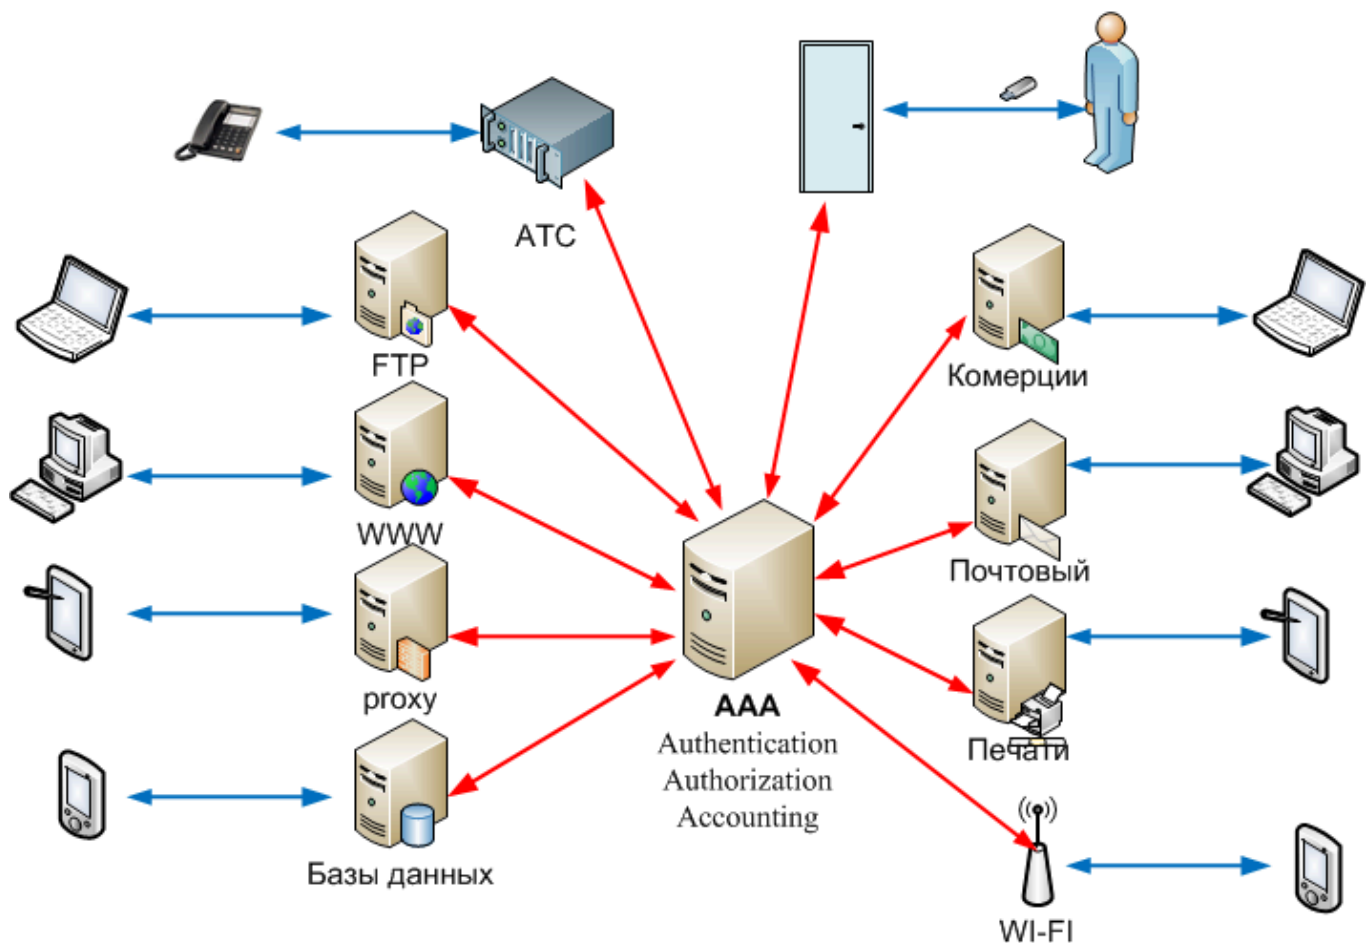 АТС
FTP
Комерции
WWW
Почтовый
proxy
Печати
AAA
Authentication
Authorization
Accounting
Базы данных
WI-FI